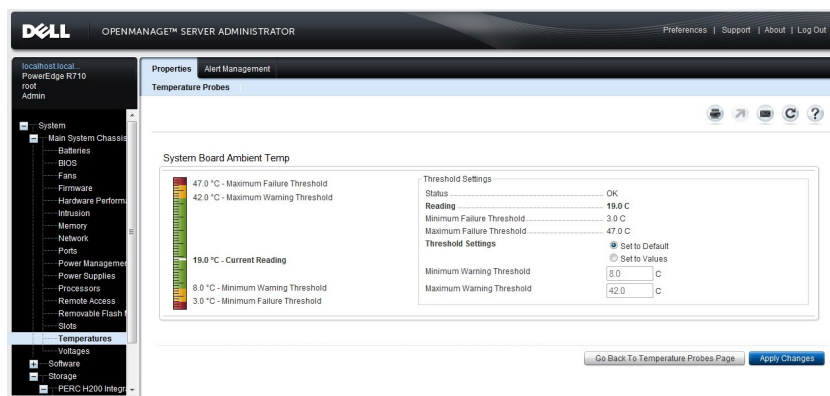 DELL OPENMANAGE™ SERVER ADMINISTRATOR
Preferences | Support | About | Log Out
localhost.local...
PowerEdge R710
root
Admin
Properties Alert Management
Temperature Probes
System
Main System Chassis
Batteries
BIOS
Fans
Firmware
Hardware Performa
Intrusion
Memory
Network
Ports
Power Managemen
Power Supplies
Processors
Remote Access
Removable Flash M
Slots
Temperatures
Voltages
Software
Storage
PERC H200 Integr
System Board Ambient Temp
47.0 °C - Maximum Failure Threshold
42.0 °C - Maximum Warning Threshold
19.0 °C - Current Reading
8.0 °C - Minimum Warning Threshold
3.0 °C - Minimum Failure Threshold
Threshold Settings
Status OK
Reading 19.0 C
Minimum Failure Threshold 3.0 C
Maximum Failure Threshold 47.0 C
Threshold Settings Set to Default
Set to Values
Minimum Warning Threshold 8.0 C
Maximum Warning Threshold 42.0 C
Go Back To Temperature Probes Page Apply Changes